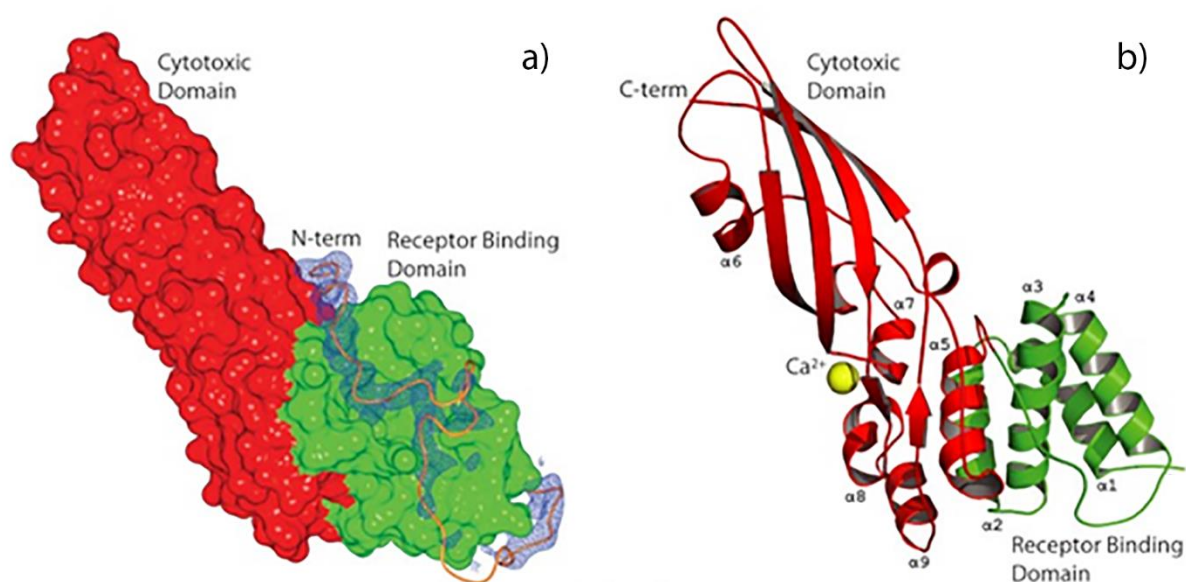 a)
Cytotoxic
Domain
N-term
Receptor Binding
Domain
b)
Cytotoxic
Domain
C-term
α6
α3
α4
α7
α5
Ca²⁺
α1
α8
α2
α9
Receptor Binding
Domain